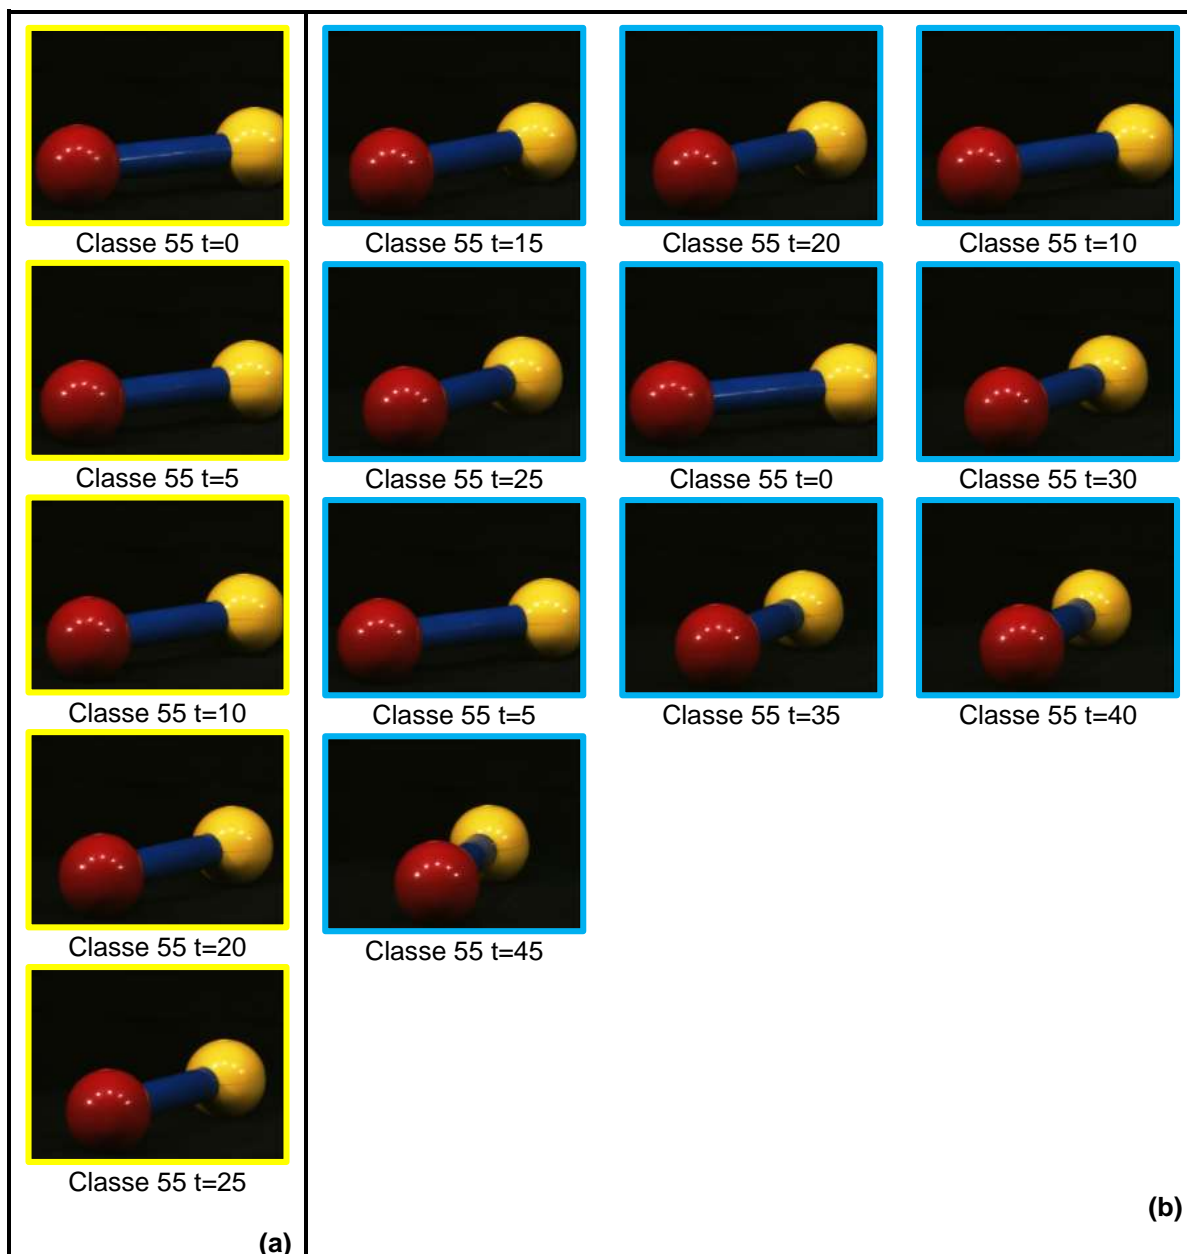 Classe 55 t=0
Classe 55 t=15
Classe 55 t=20
Classe 55 t=10
Classe 55 t=5
Classe 55 t=25
Classe 55 t=0
Classe 55 t=30
Classe 55 t=10
Classe 55 t=5
Classe 55 t=35
Classe 55 t=40
Classe 55 t=20
Classe 55 t=45
Classe 55 t=25
(a)
(b)